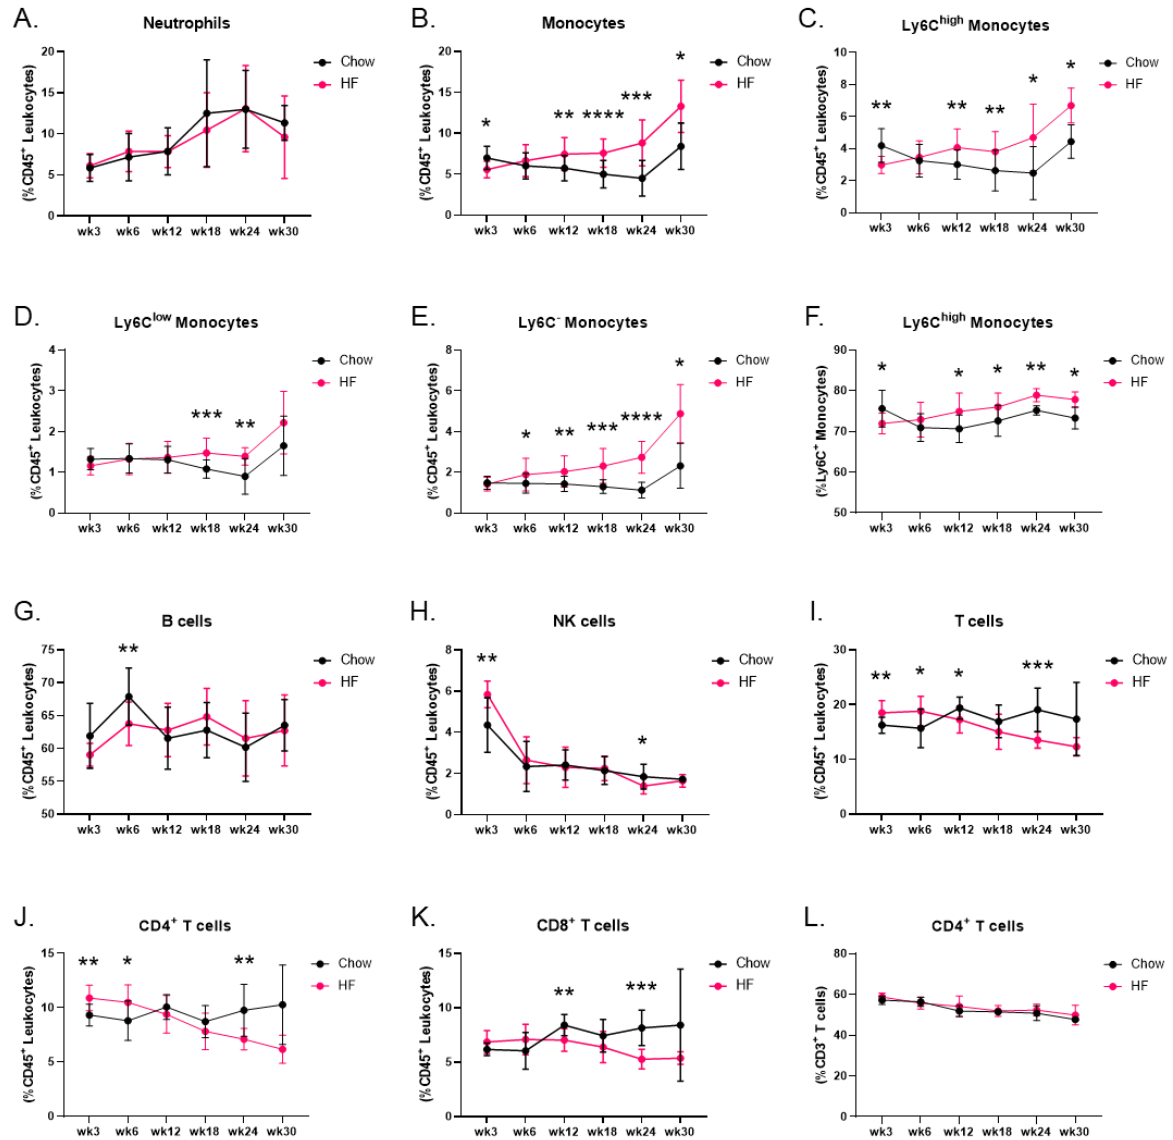 A.
Neutrophils
(%CD45⁺ Leukocytes)
20
15
10
5
0
wk3 wk6 wk12 wk18 wk24 wk30
Chow
HF
B.
Monocytes
(%CD45⁺ Leukocytes)
20
15
10
5
0
* ** **** *** *
wk3 wk6 wk12 wk18 wk24 wk30
Chow
HF
C.
Ly6Cʰⁱᵍʰ Monocytes
(%CD45⁺ Leukocytes)
10
8
6
4
2
0
** ** ** * *
wk3 wk6 wk12 wk18 wk24 wk30
Chow
HF
D.
Ly6Cˡᵒʷ Monocytes
(%CD45⁺ Leukocytes)
4
3
2
1
0
*** **
wk3 wk6 wk12 wk18 wk24 wk30
Chow
HF
E.
Ly6C⁻ Monocytes
(%CD45⁺ Leukocytes)
8
6
4
2
0
* ** *** **** *
wk3 wk6 wk12 wk18 wk24 wk30
Chow
HF
F.
Ly6Cʰⁱᵍʰ Monocytes
(%Ly6C⁺ Monocytes)
90
80
70
60
50
* * * ** *
wk3 wk6 wk12 wk18 wk24 wk30
Chow
HF
G.
B cells
(%CD45⁺ Leukocytes)
75
70
65
60
55
50
**
wk3 wk6 wk12 wk18 wk24 wk30
Chow
HF
H.
NK cells
(%CD45⁺ Leukocytes)
8
6
4
2
0
** *
wk3 wk6 wk12 wk18 wk24 wk30
Chow
HF
I.
T cells
(%CD45⁺ Leukocytes)
30
20
10
0
** * * ***
wk3 wk6 wk12 wk18 wk24 wk30
Chow
HF
J.
CD4⁺ T cells
(%CD45⁺ Leukocytes)
15
10
5
0
** * **
wk3 wk6 wk12 wk18 wk24 wk30
Chow
HF
K.
CD8⁺ T cells
(%CD45⁺ Leukocytes)
15
10
5
0
** ***
wk3 wk6 wk12 wk18 wk24 wk30
Chow
HF
L.
CD4⁺ T cells
(%CD3⁺ T cells)
80
60
40
20
0
wk3 wk6 wk12 wk18 wk24 wk30
Chow
HF